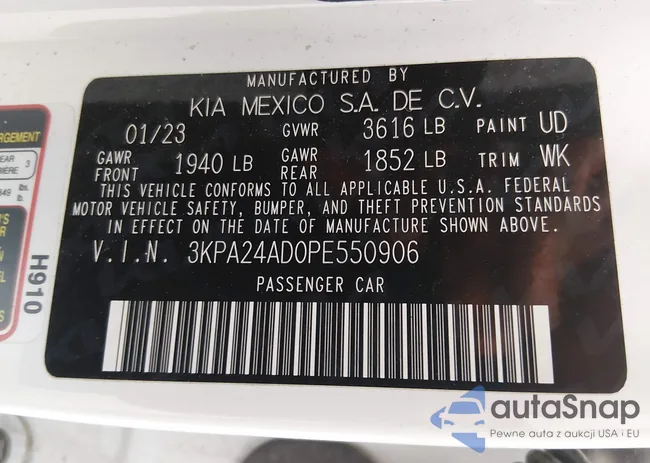 MANUFACTURED BY
KIA MEXICO S.A. DE C.V.
01/23 GVWR 3616 LB PAINT UD
GAWR FRONT 1940 LB GAWR REAR 1852 LB TRIM WK
THIS VEHICLE CONFORMS TO ALL APPLICABLE U.S.A. FEDERAL
MOTOR VEHICLE SAFETY, BUMPER, AND THEFT PREVENTION STANDARDS
IN EFFECT ON THE DATE OF MANUFACTURE SHOWN ABOVE.
V.I.N. 3KPA24AD0PE550906
PASSENGER CAR
H910
autaSnap
Pewne auta z aukcji USA i EU